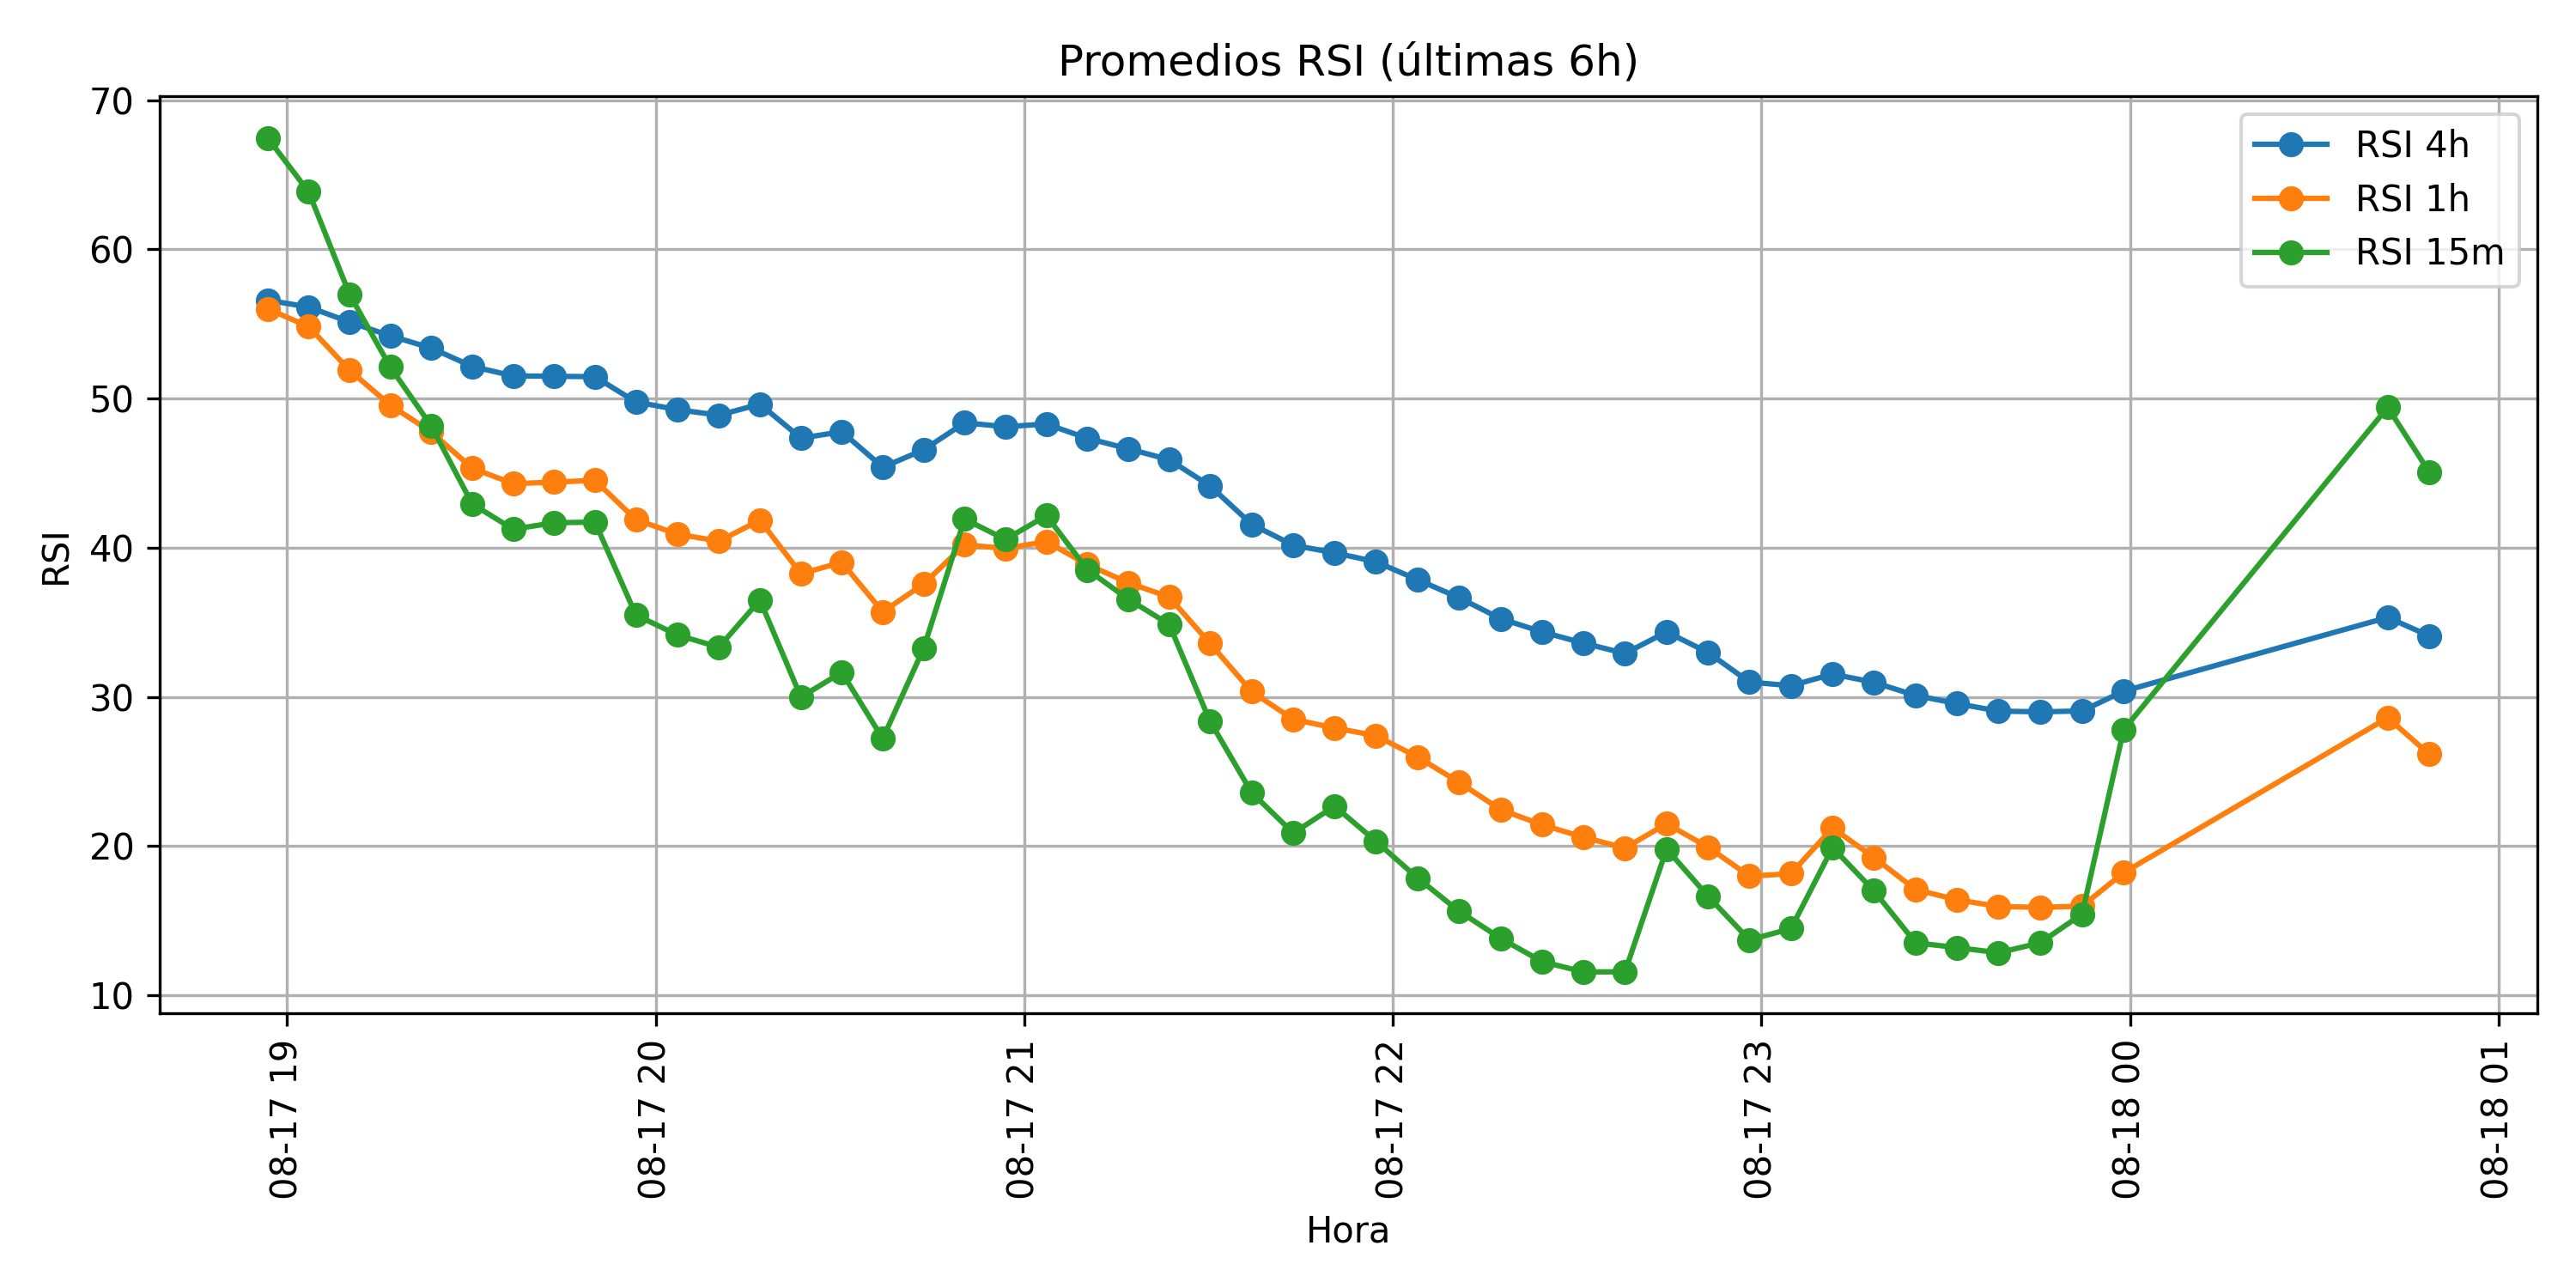 Promedios RSI (últimas 6h)
RSI 4h
RSI 1h
RSI 15m
70
60
50
40
30
20
10
RSI
08-17 19
08-17 20
08-17 21
08-17 22
08-17 23
08-18 00
08-18 01
Hora